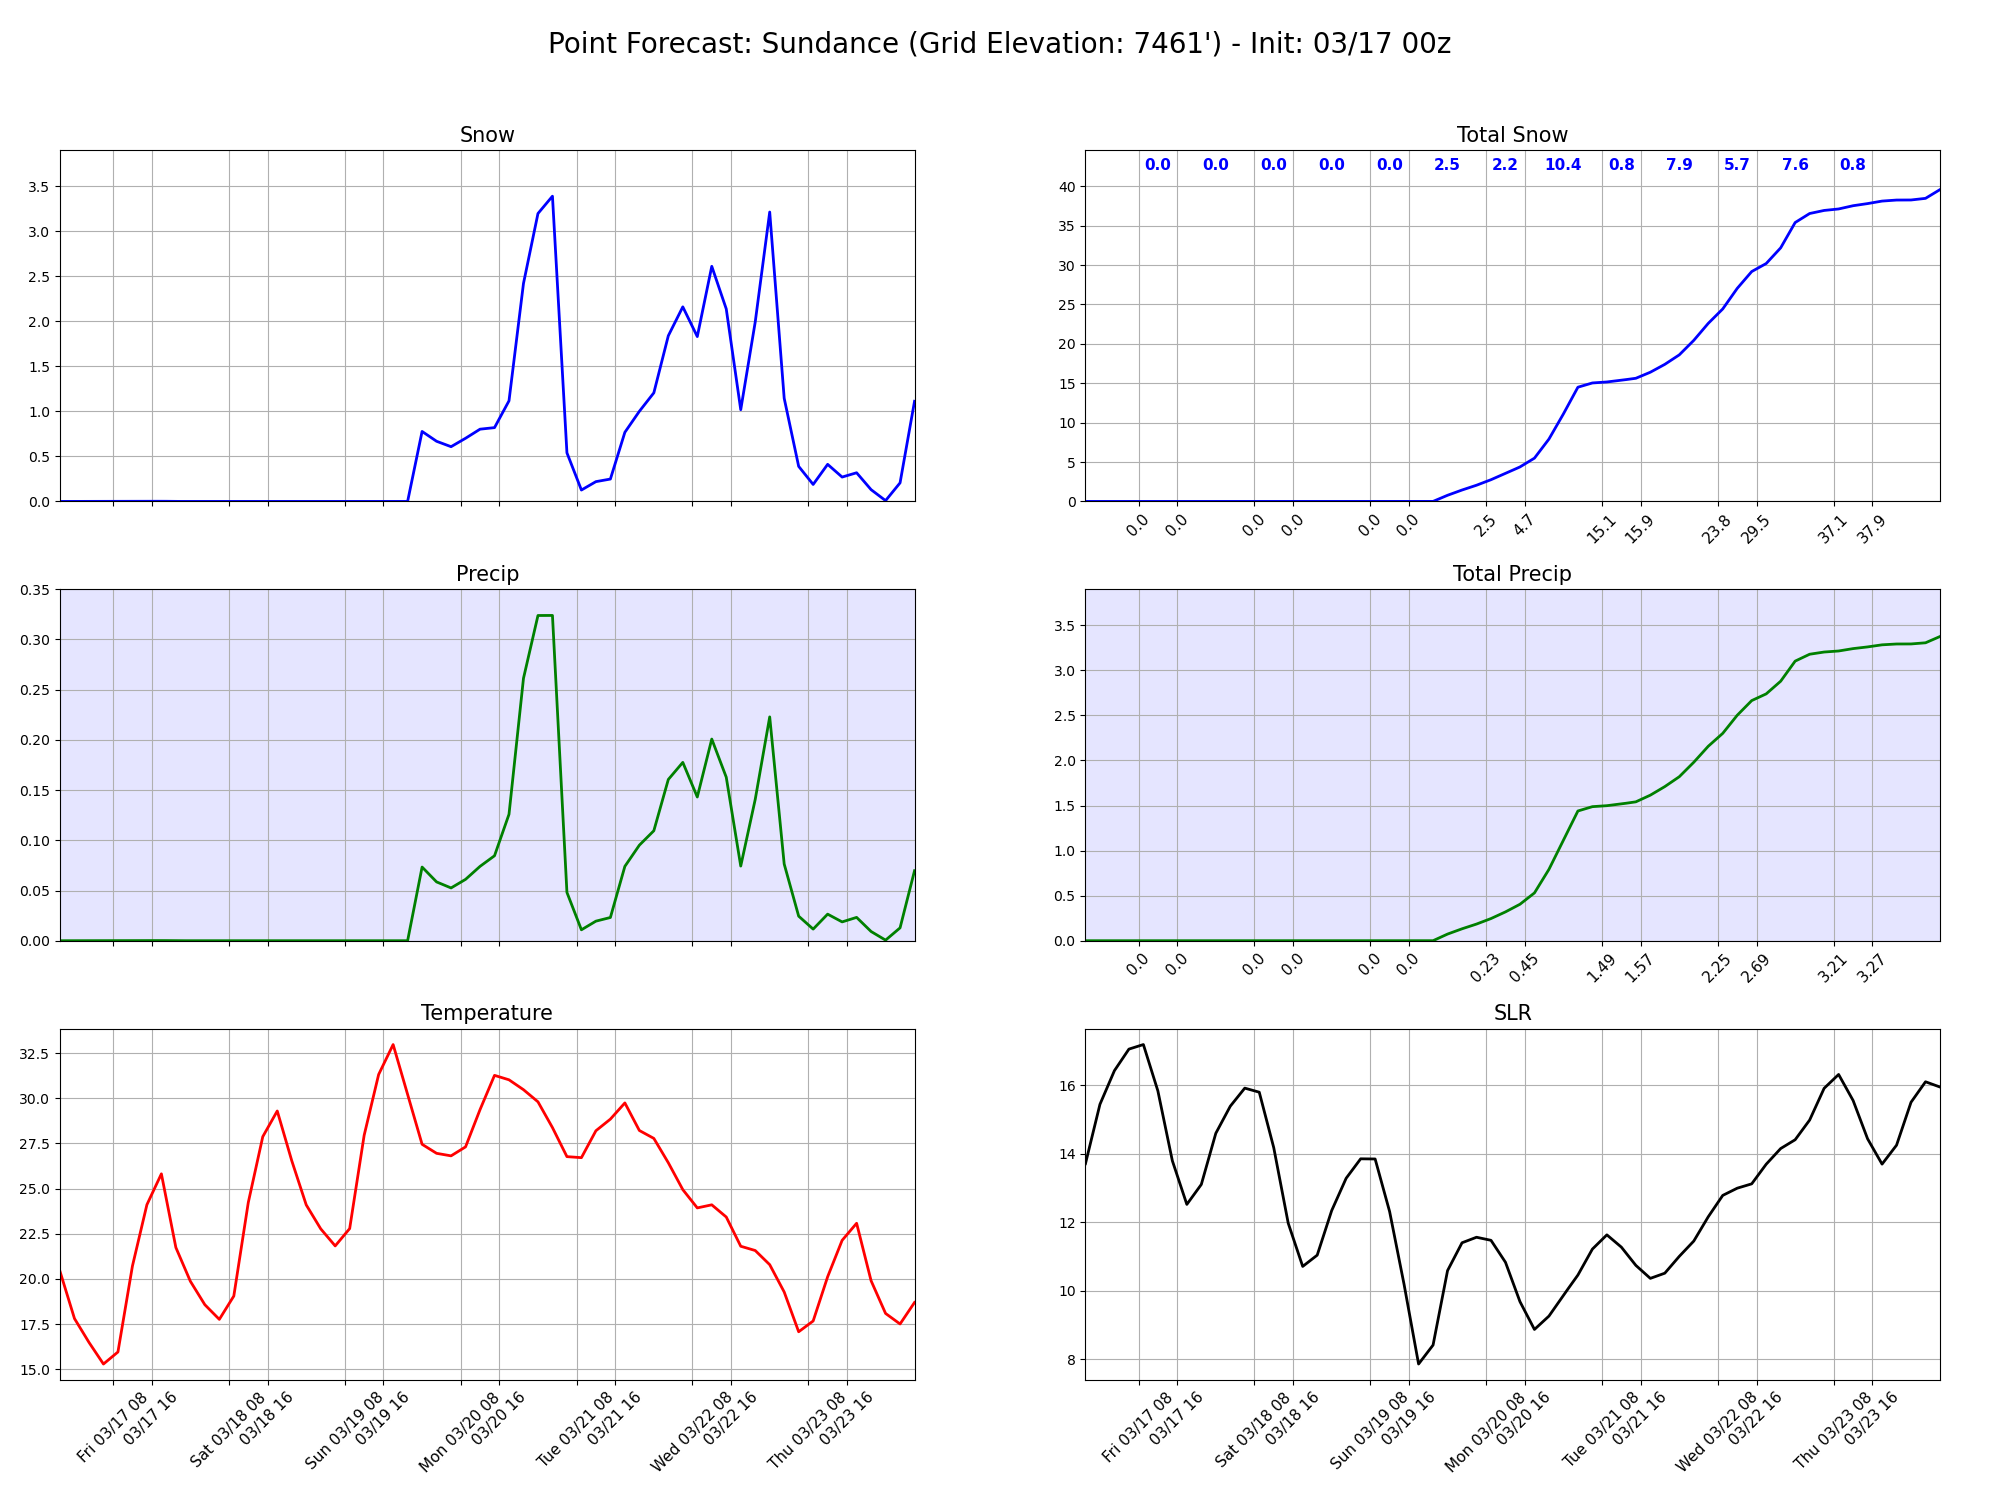 Point Forecast: Sundance (Grid Elevation: 7461') - Init: 03/17 00z
Snow
3.5
3.0
2.5
2.0
1.5
1.0
0.5
0.0
Total Snow
0.0 0.0 0.0 0.0 0.0 2.5 2.2 10.4 0.8 7.9 5.7 7.6 0.8
40
35
30
25
20
15
10
5
0
0.0 0.0 0.0 0.0 0.0 0.0 2.5 4.7 15.1 15.9 23.8 29.5 37.1 37.9
Precip
0.35
0.30
0.25
0.20
0.15
0.10
0.05
0.00
Total Precip
3.5
3.0
2.5
2.0
1.5
1.0
0.5
0.0
0.0 0.0 0.0 0.0 0.0 0.0 0.23 0.45 1.49 1.57 2.25 2.69 3.21 3.27
Temperature
32.5
30.0
27.5
25.0
22.5
20.0
17.5
15.0
Fri 03/17 08
03/17 16
Sat 03/18 08
03/18 16
Sun 03/19 08
03/19 16
Mon 03/20 08
03/20 16
Tue 03/21 08
03/21 16
Wed 03/22 08
03/22 16
Thu 03/23 08
03/23 16
SLR
16
14
12
10
8
Fri 03/17 08
03/17 16
Sat 03/18 08
03/18 16
Sun 03/19 08
03/19 16
Mon 03/20 08
03/20 16
Tue 03/21 08
03/21 16
Wed 03/22 08
03/22 16
Thu 03/23 08
03/23 16